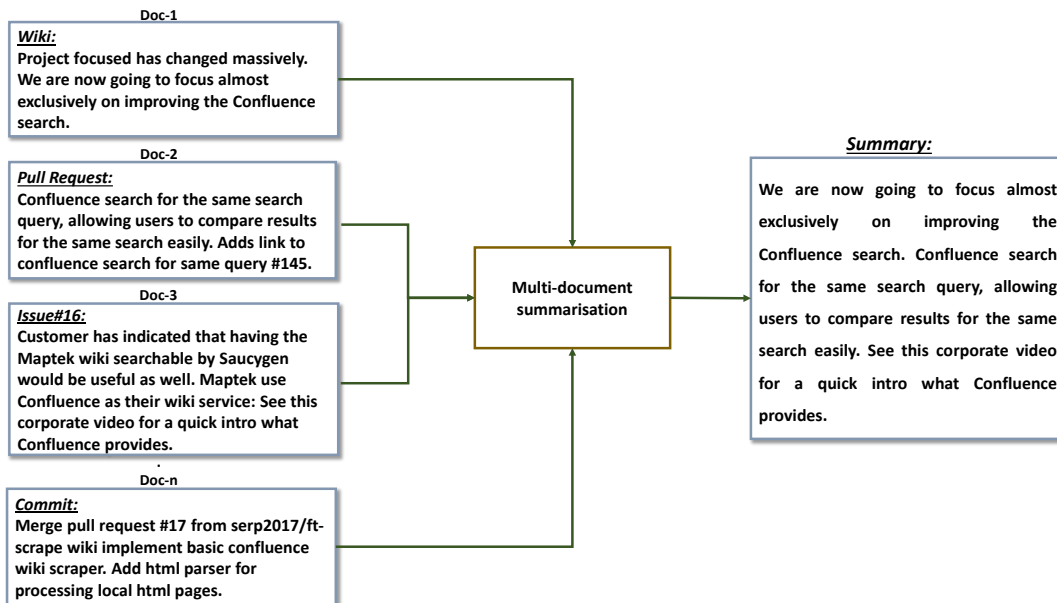 Doc-1
Wiki:
Project focused has changed massively.
We are now going to focus almost
exclusively on improving the Confluence
search.
Doc-2
Pull Request:
Confluence search for the same search
query, allowing users to compare results
for the same search easily. Adds link to
confluence search for same query #145.
Doc-3
Issue#16:
Customer has indicated that having the
Maptek wiki searchable by Saucygen
would be useful as well. Maptek use
Confluence as their wiki service: See this
corporate video for a quick intro what
Confluence provides.
.
Doc-n
Commit:
Merge pull request #17 from serp2017/ft-
scrape wiki implement basic confluence
wiki scraper. Add html parser for
processing local html pages.
Multi-document
summarisation
Summary:
We are now going to focus almost
exclusively on improving the
Confluence search. Confluence search
for the same search query, allowing
users to compare results for the same
search easily. See this corporate video
for a quick intro what Confluence
provides.